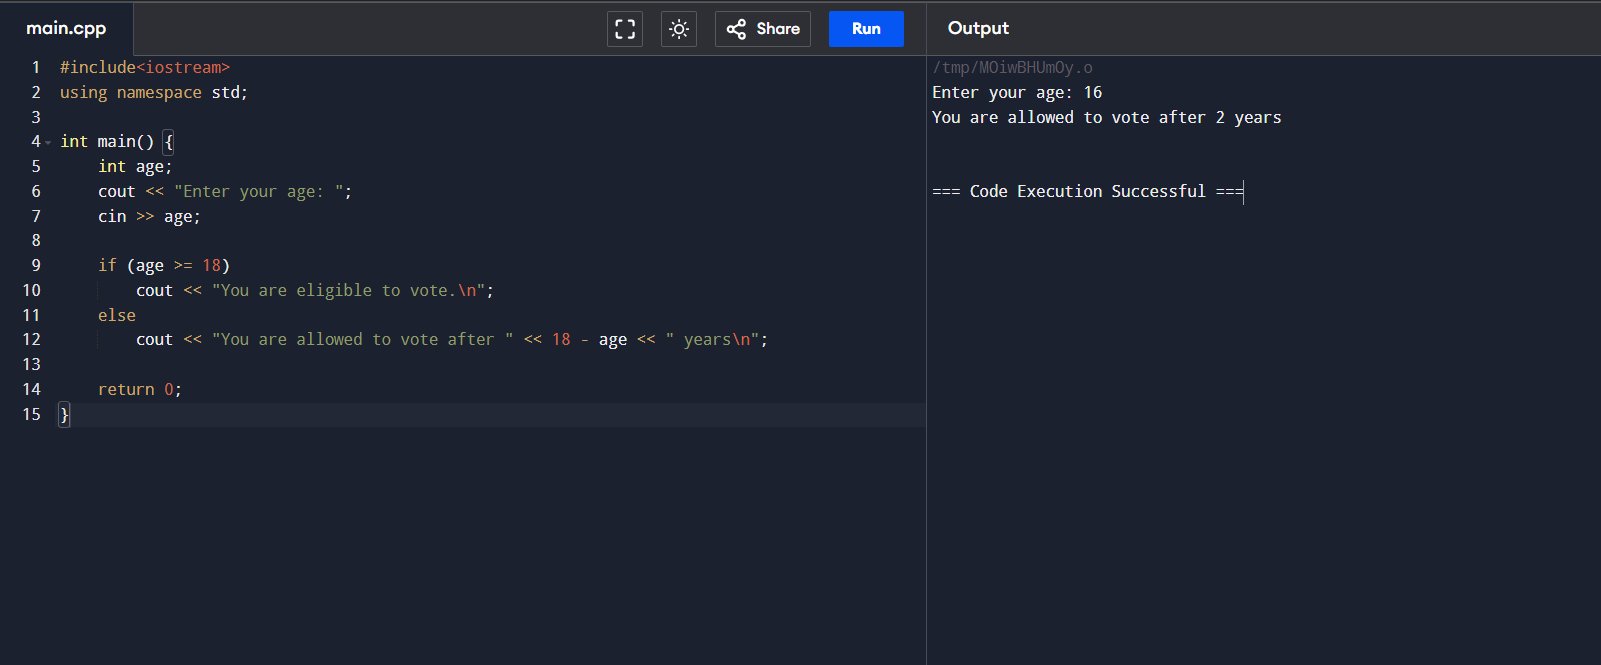 main.cpp
Share
Run
Output
1 #include<iostream>
2 using namespace std;
3
4 int main() {
5     int age;
6     cout << "Enter your age: ";
7     cin >> age;
8
9     if (age >= 18)
10         cout << "You are eligible to vote.\n";
11     else
12         cout << "You are allowed to vote after " << 18 - age << " years\n";
13
14     return 0;
15 }
/tmp/MOiwBHUmOy.o
Enter your age: 16
You are allowed to vote after 2 years
=== Code Execution Successful ===